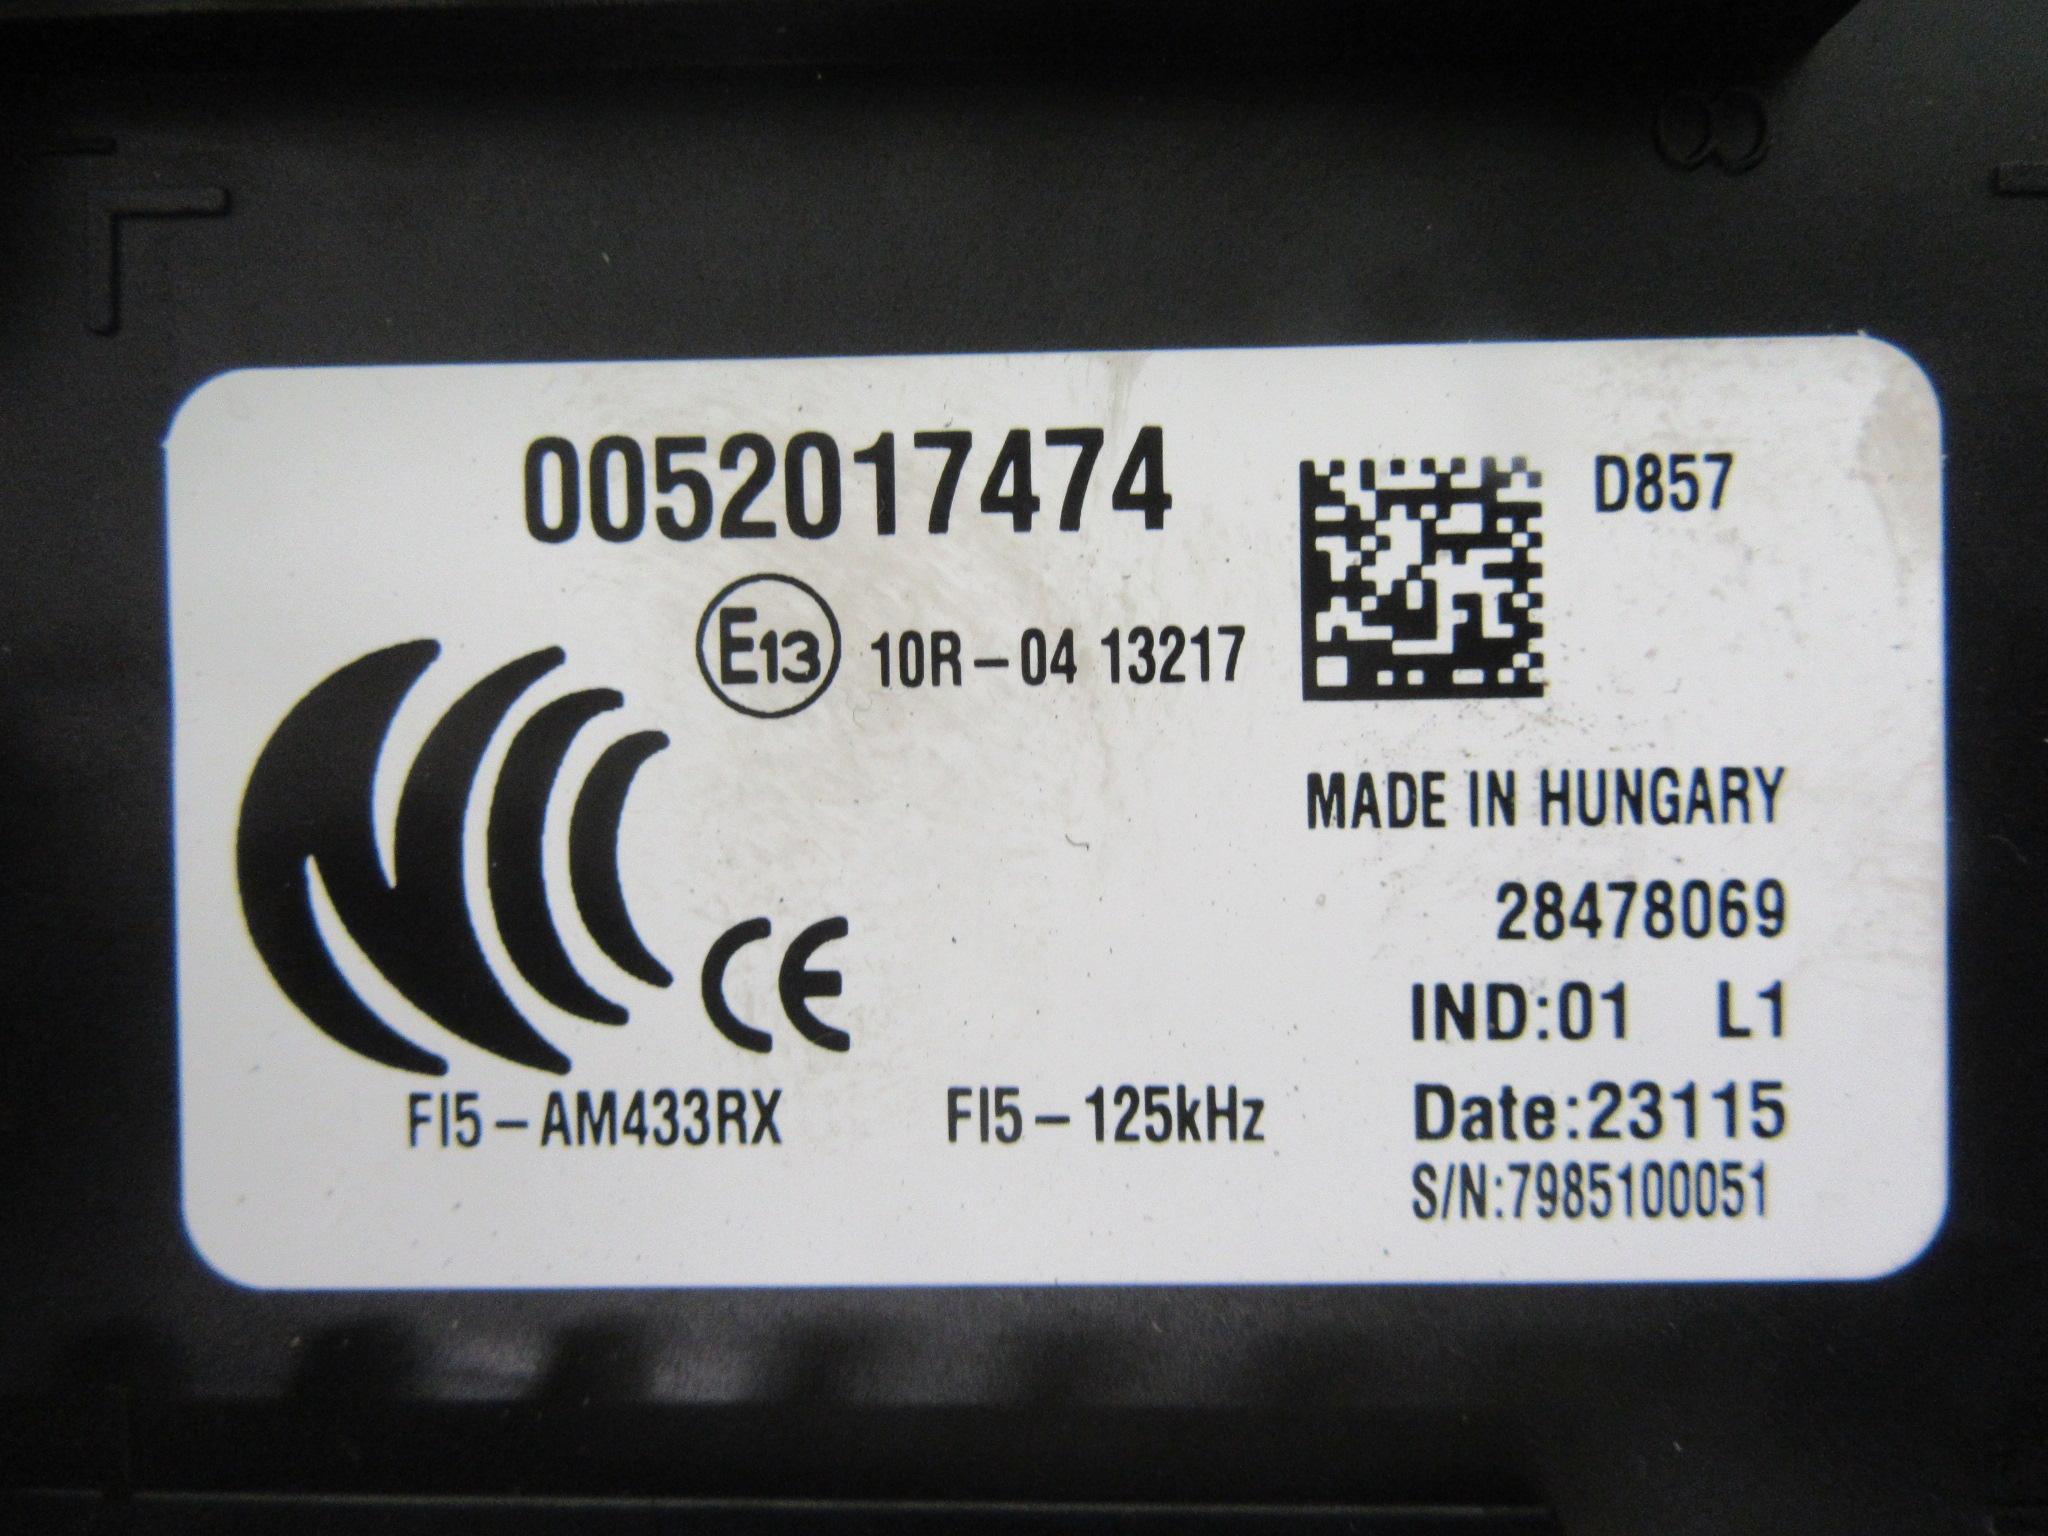 0052017474
D857
E13 10R-04 13217
MADE IN HUNGARY
28478069
CE
IND:01 L1
FI5-AM433RX FI5-125kHz
Date:23115
S/N:7985100051